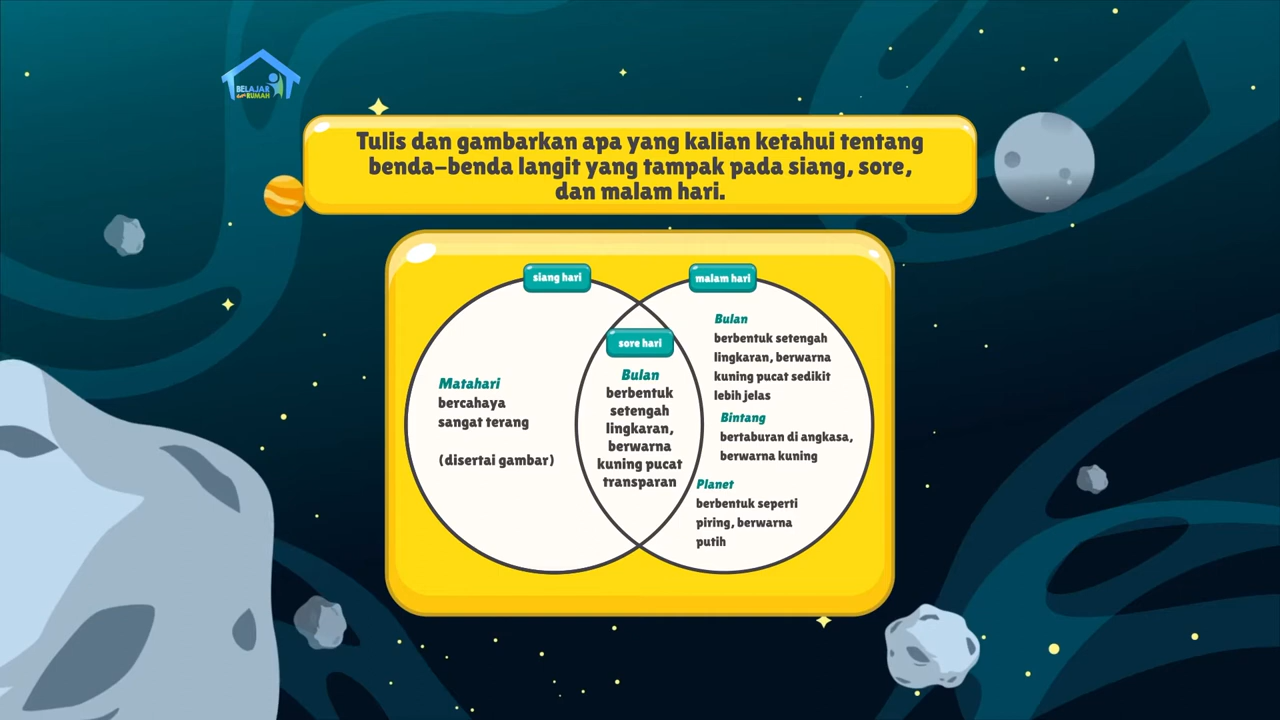 BELAJAR
dari RUMAH
Tulis dan gambarkan apa yang kalian ketahui tentang
benda-benda langit yang tampak pada siang, sore,
dan malam hari.
siang hari
Matahari
bercahaya
sangat terang
(disertai gambar)
sore hari
Bulan
berbentuk
setengah
lingkaran,
berwarna
kuning pucat
transparan
malam hari
Bulan
berbentuk setengah
lingkaran, berwarna
kuning pucat sedikit
lebih jelas
Bintang
bertaburan di angkasa,
berwarna kuning
Planet
berbentuk seperti
piring, berwarna
putih